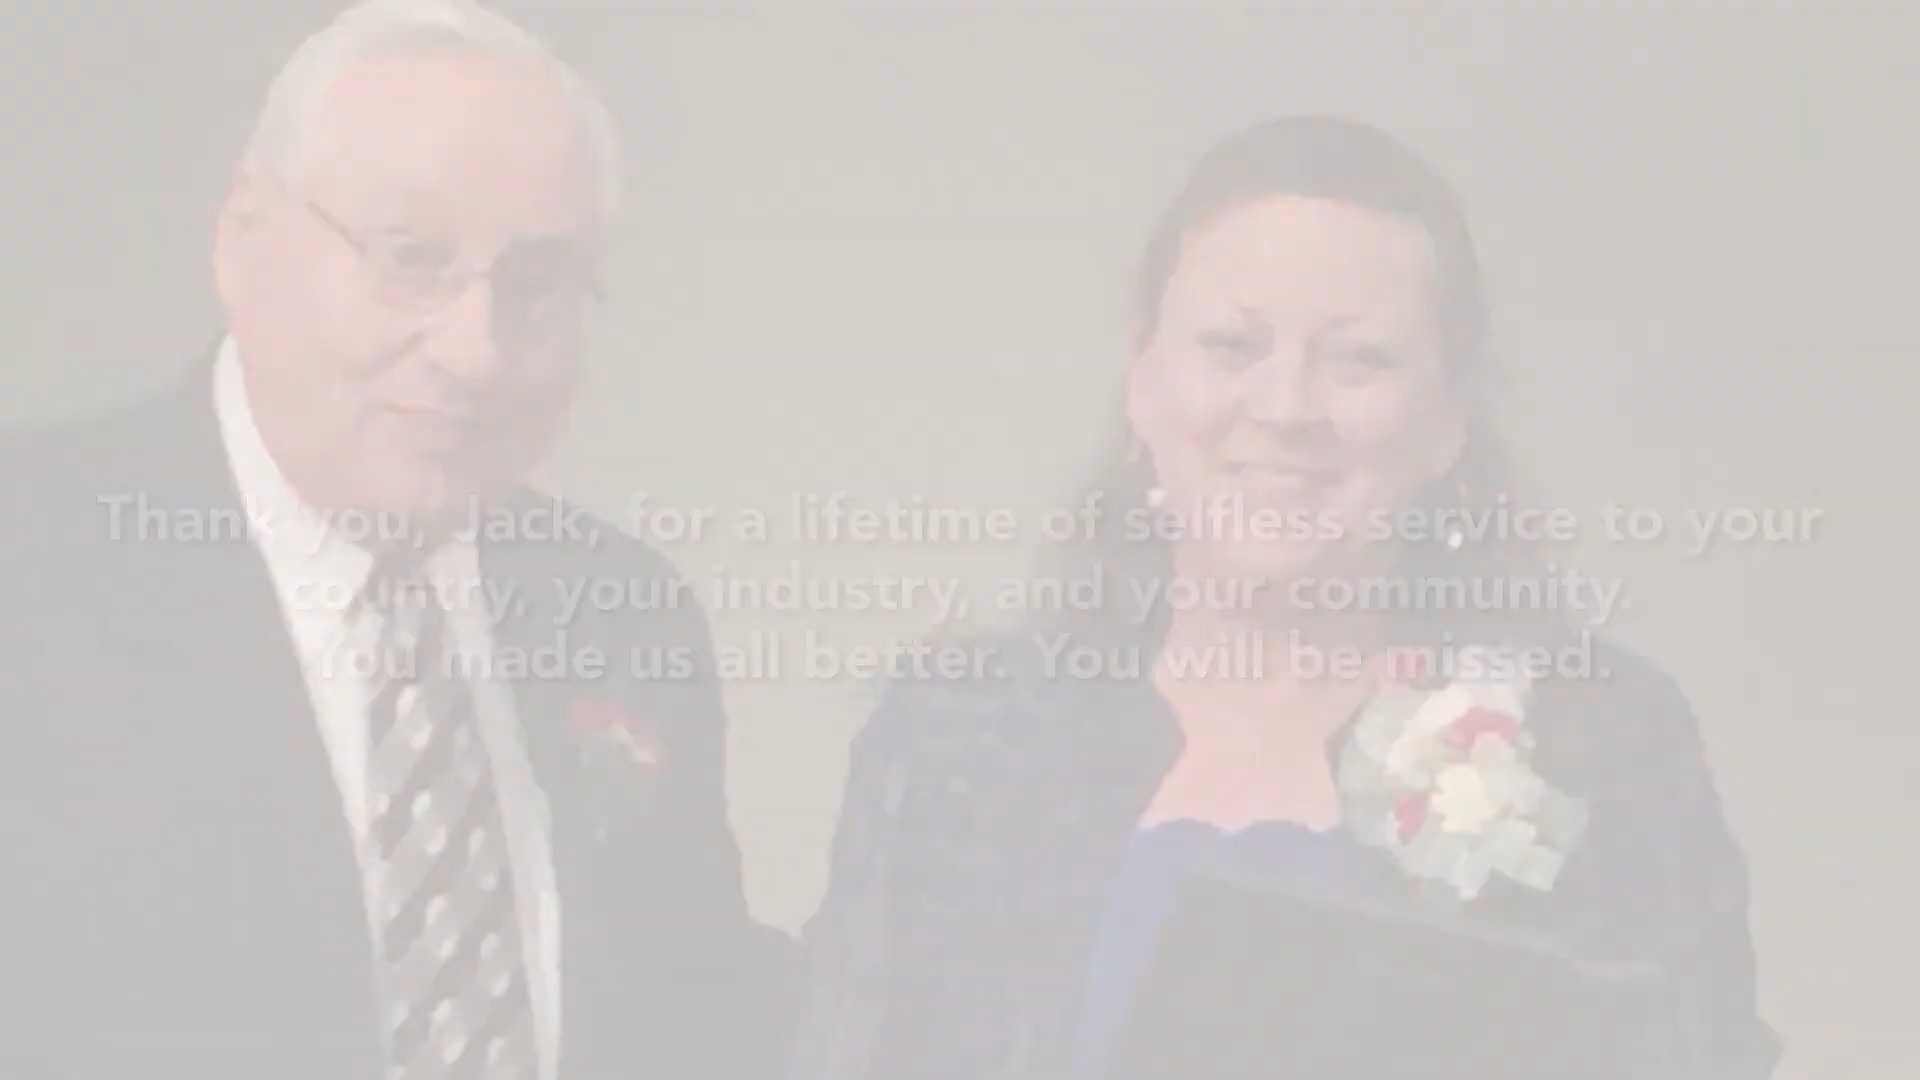 Thank you, Jack, for a lifetime of selfless service to your
country, your industry, and your community.
You made us all better. You will be missed.